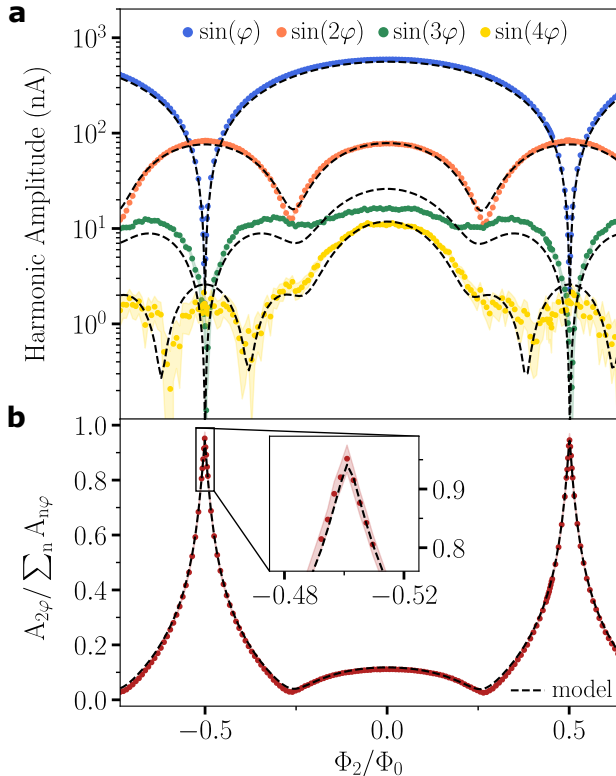 a
sin(φ) sin(2φ) sin(3φ) sin(4φ)
10³
10²
10¹
10⁰
Harmonic Amplitude (nA)
b
1.0
0.8
0.6
0.4
0.2
0.0
A₂φ/ ∑ₙ Aₙφ
0.9
0.8
−0.48 −0.52
model
−0.5 0.0 0.5
Φ₂/Φ₀